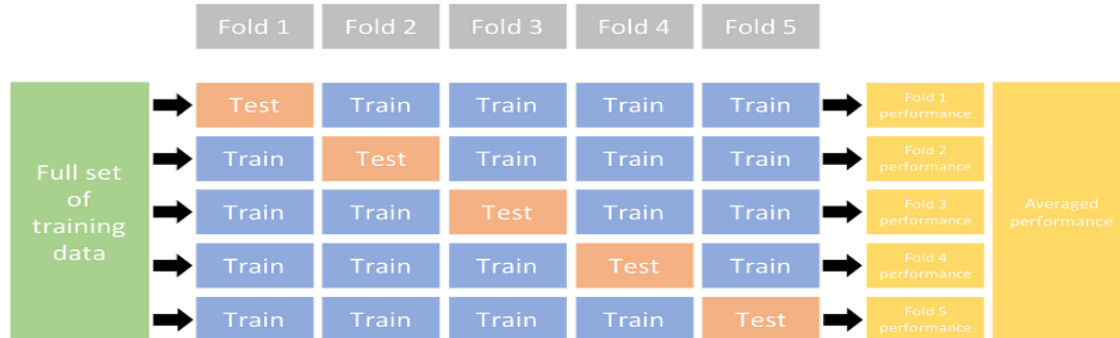 Fold 1 Fold 2 Fold 3 Fold 4 Fold 5
Full set
of
training
data
Test Train Train Train Train
Fold 1
performance
Train Test Train Train Train
Fold 2
performance
Train Train Test Train Train
Fold 3
performance
Train Train Train Test Train
Fold 4
performance
Train Train Train Train Test
Fold 5
performance
Averaged
performance